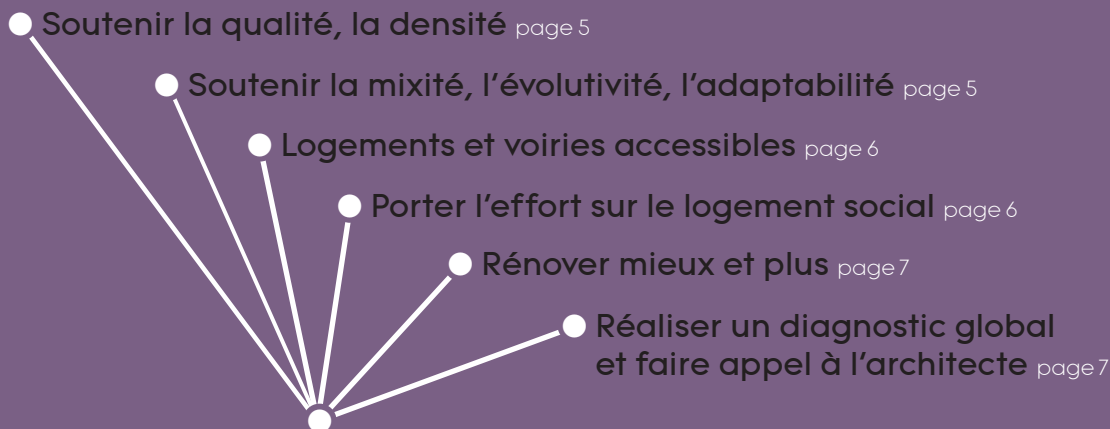 Soutenir la qualité, la densité page 5
Soutenir la mixité, l’évolutivité, l’adaptabilité page 5
Logements et voiries accessibles page 6
Porter l’effort sur le logement social page 6
Rénover mieux et plus page 7
Réaliser un diagnostic global
et faire appel à l’architecte page 7